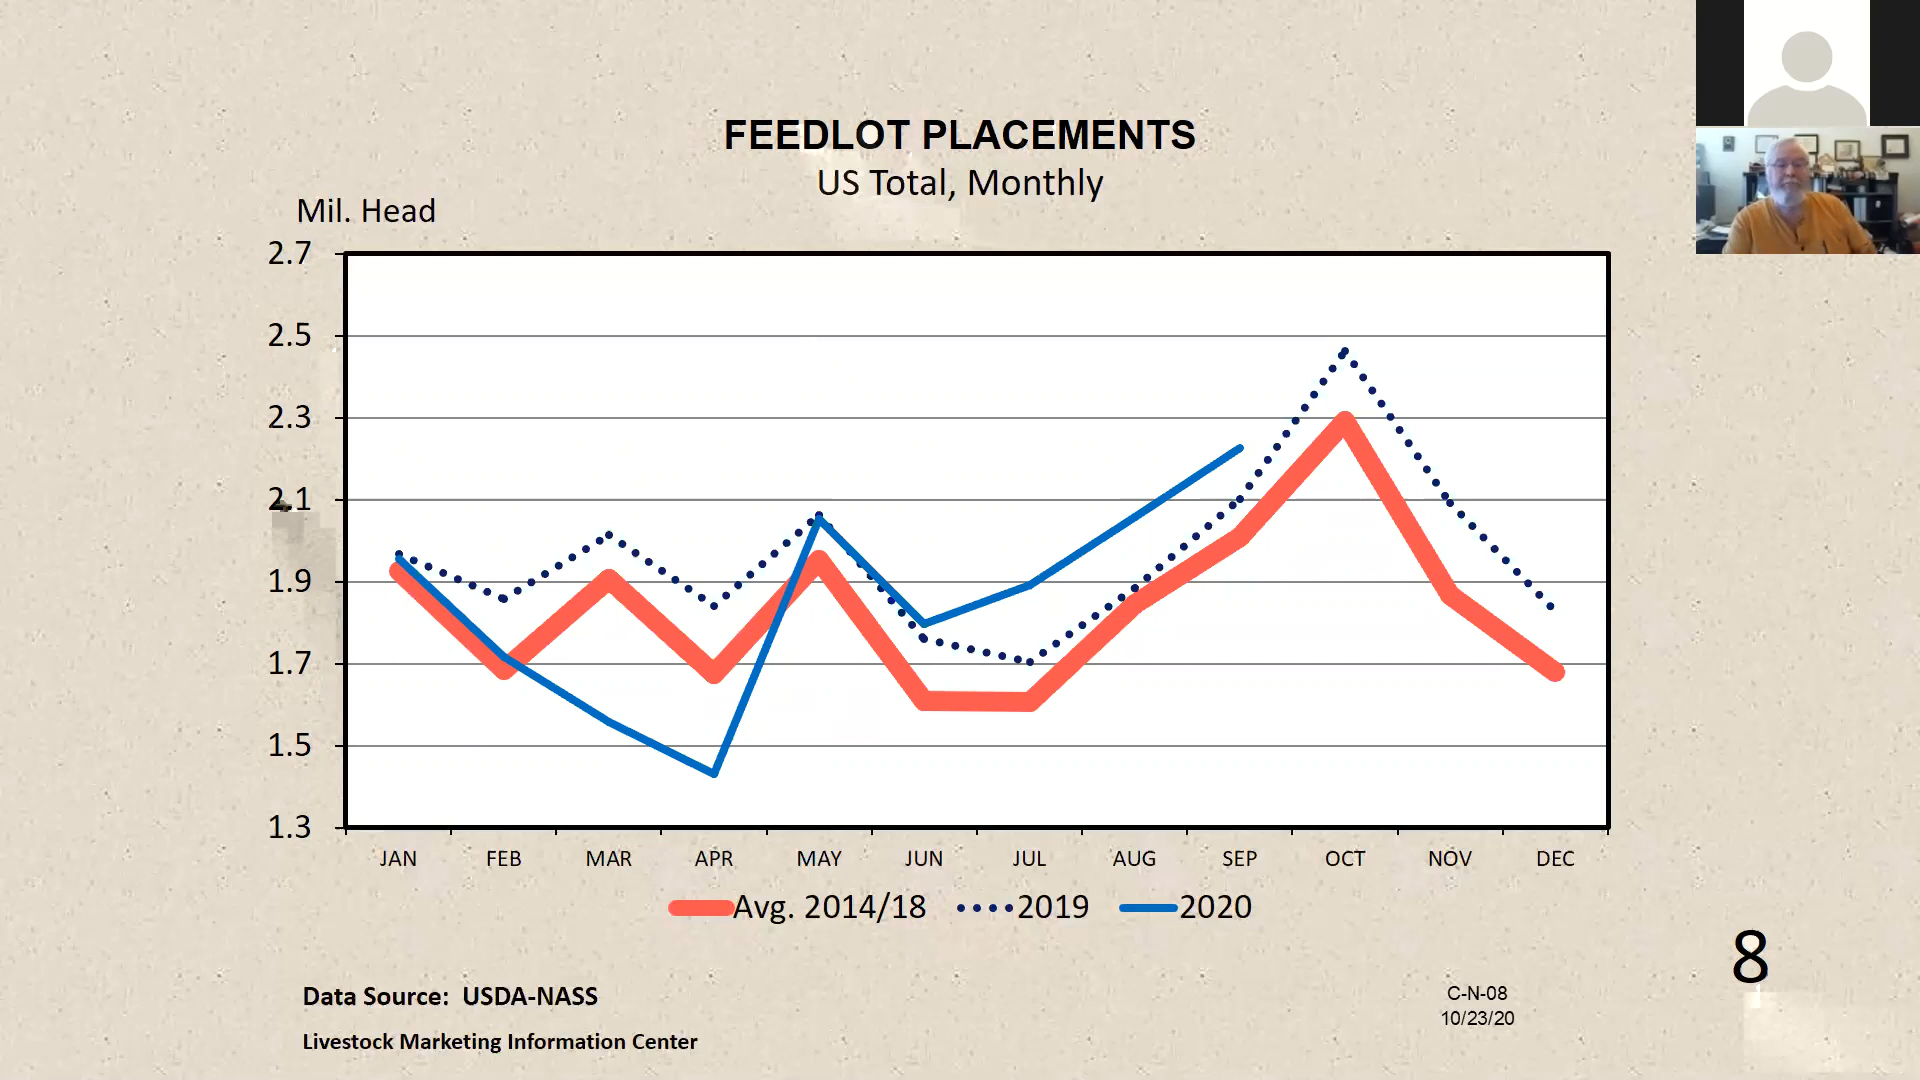 FEEDLOT PLACEMENTS
US Total, Monthly
Mil. Head
2.7
2.5
2.3
2.1
1.9
1.7
1.5
1.3
JAN FEB MAR APR MAY JUN JUL AUG SEP OCT NOV DEC
Avg. 2014/18 2019 2020
8
Data Source: USDA-NASS
C-N-08
10/23/20
Livestock Marketing Information Center